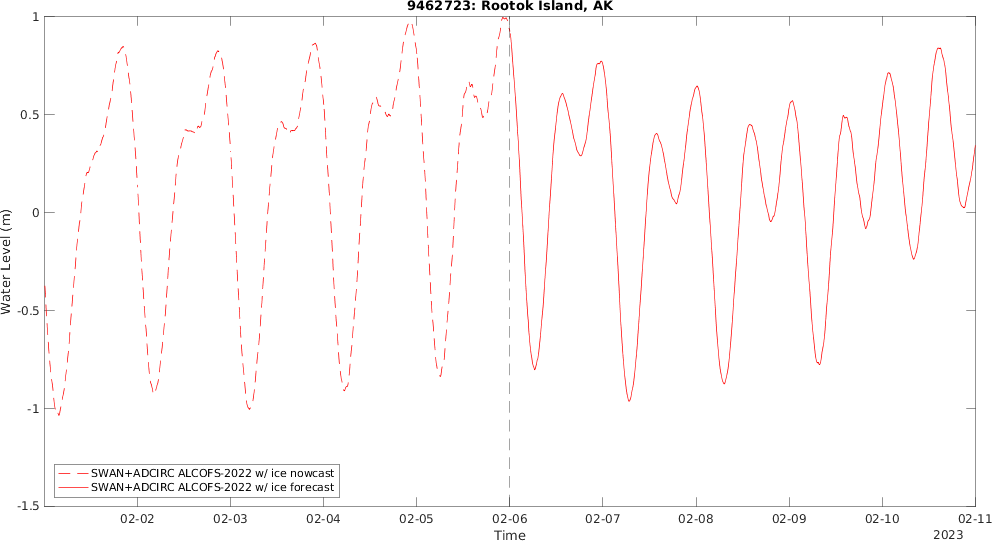 9462723: Rootok Island, AK
1
0.5
0
-0.5
-1
-1.5
Water Level (m)
SWAN+ADCIRC ALCOFS-2022 w/ ice nowcast
SWAN+ADCIRC ALCOFS-2022 w/ ice forecast
02-02 02-03 02-04 02-05 02-06 02-07 02-08 02-09 02-10 02-11
Time
2023